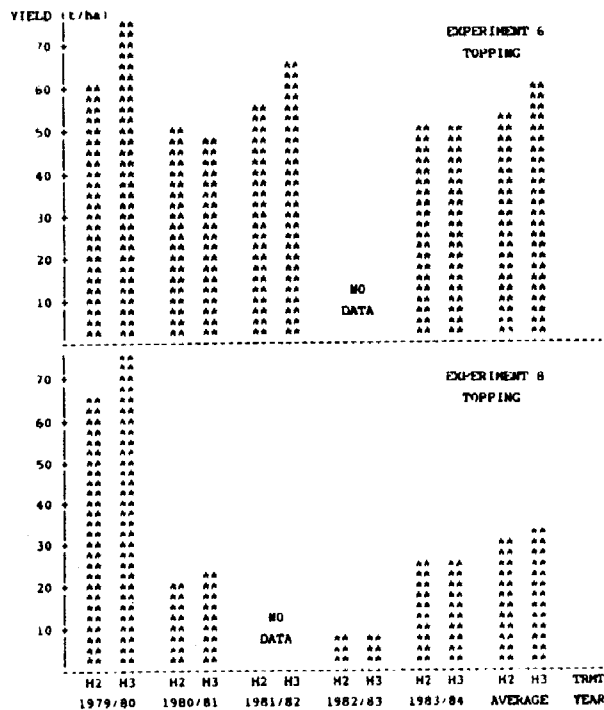 YIELD (t/ha)
EXPERIMENT 6
TOPPING
70
60
50
40
30
20
10
NO
DATA
EXPERIMENT 8
TOPPING
70
60
50
40
30
20
10
NO
DATA
H2 H3 H2 H3 H2 H3 H2 H3 H2 H3 H2 H3 TRMT
1979/80 1980/81 1981/82 1982/83 1983/84 AVERAGE YEAR